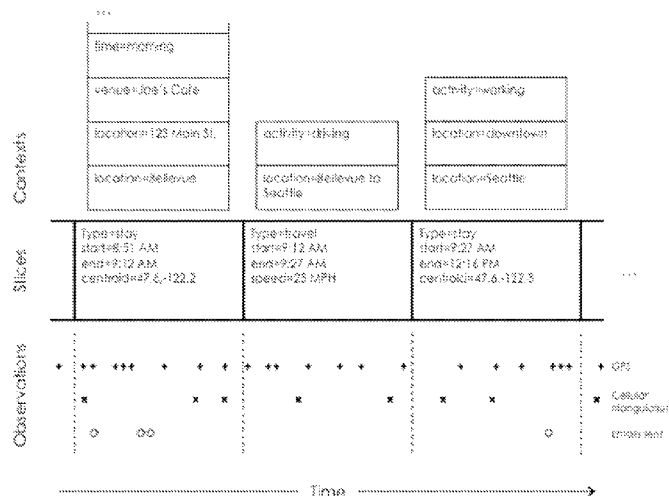 ...
time=morning
venue=Joe's Cafe
location=123 Main St.
location=Bellevue
activity=driving
location=Bellevue to
Seattle
activity=working
location=downtown
location=Seattle
Contexts
Slices
Type=stay
start=8:51 AM
end=9:12 AM
centroid=47.6,-122.2
Type=travel
start=9:12 AM
end=9:27 AM
speed=23 MPH
Type=stay
start=9:27 AM
end=12:16 PM
centroid=47.6,-122.3
...
Observations
GPS
Cellular
triangulation
Emails sent
Time